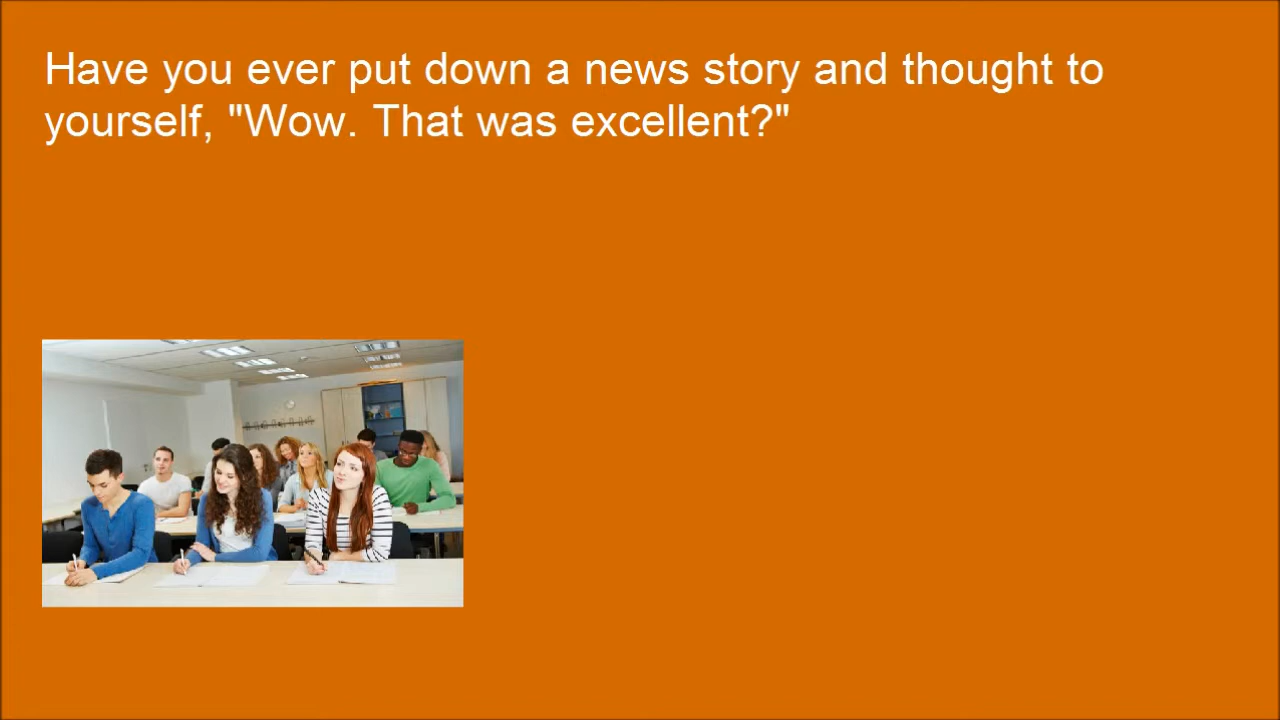 Have you ever put down a news story and thought to
yourself, "Wow. That was excellent?"